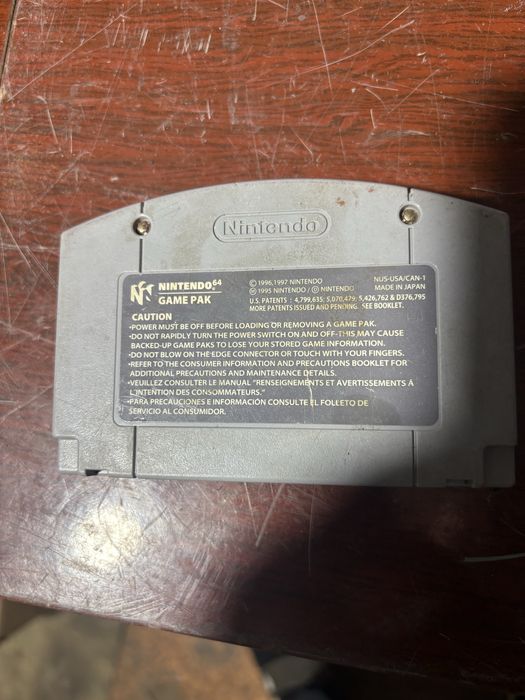 Nintendo
NINTENDO64
GAME PAK
© 1996,1997 NINTENDO
Ⓟ 1995 NINTENDO / Ⓓ NINTENDO
NUS-USA/CAN-1
MADE IN JAPAN
U.S. PATENTS : 4,799,635; 5,070,479; 5,426,762 & D376,795
MORE PATENTS ISSUED AND PENDING. SEE BOOKLET.
CAUTION
•POWER MUST BE OFF BEFORE LOADING OR REMOVING A GAME PAK.
•DO NOT RAPIDLY TURN THE POWER SWITCH ON AND OFF-THIS MAY CAUSE
BACKED-UP GAME PAKS TO LOSE YOUR STORED GAME INFORMATION.
•DO NOT BLOW ON THE EDGE CONNECTOR OR TOUCH WITH YOUR FINGERS.
•REFER TO THE CONSUMER INFORMATION AND PRECAUTIONS BOOKLET FOR
ADDITIONAL PRECAUTIONS AND MAINTENANCE DETAILS.
•VEUILLEZ CONSULTER LE MANUAL "RENSEIGNEMENTS ET AVERTISSEMENTS À
L'INTENTION DES CONSOMMATEURS."
•PARA PRECAUCIONES E INFORMACIÓN CONSULTE EL FOLLETO DE
SERVICIO AL CONSUMIDOR.